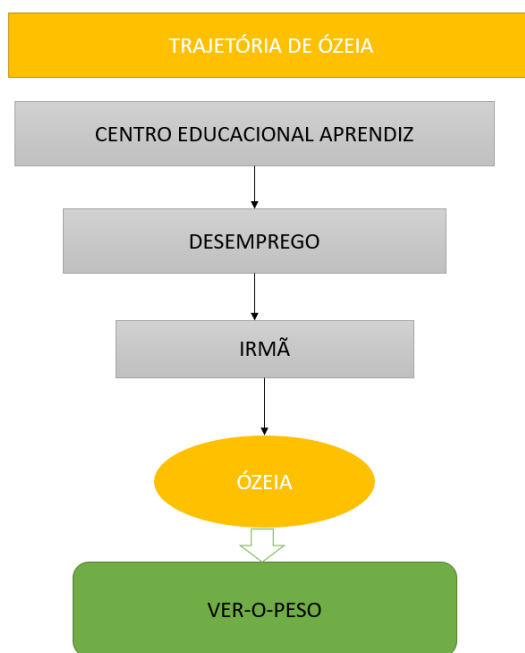 TRAJETÓRIA DE ÓZEIA
CENTRO EDUCACIONAL APRENDIZ
DESEMPREGO
IRMÃ
ÓZEIA
VER-O-PESO